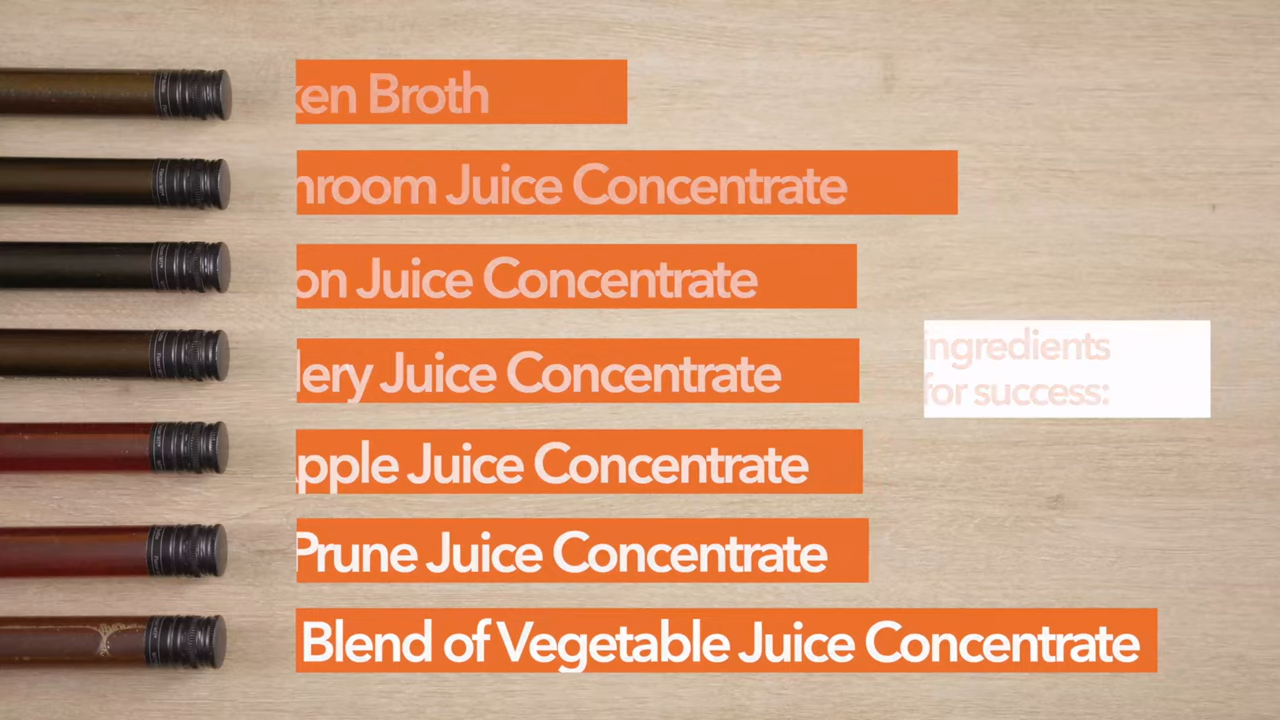 ken Broth
hroom Juice Concentrate
on Juice Concentrate
lery Juice Concentrate
pple Juice Concentrate
Prune Juice Concentrate
Blend of Vegetable Juice Concentrate
ingredients
for success: